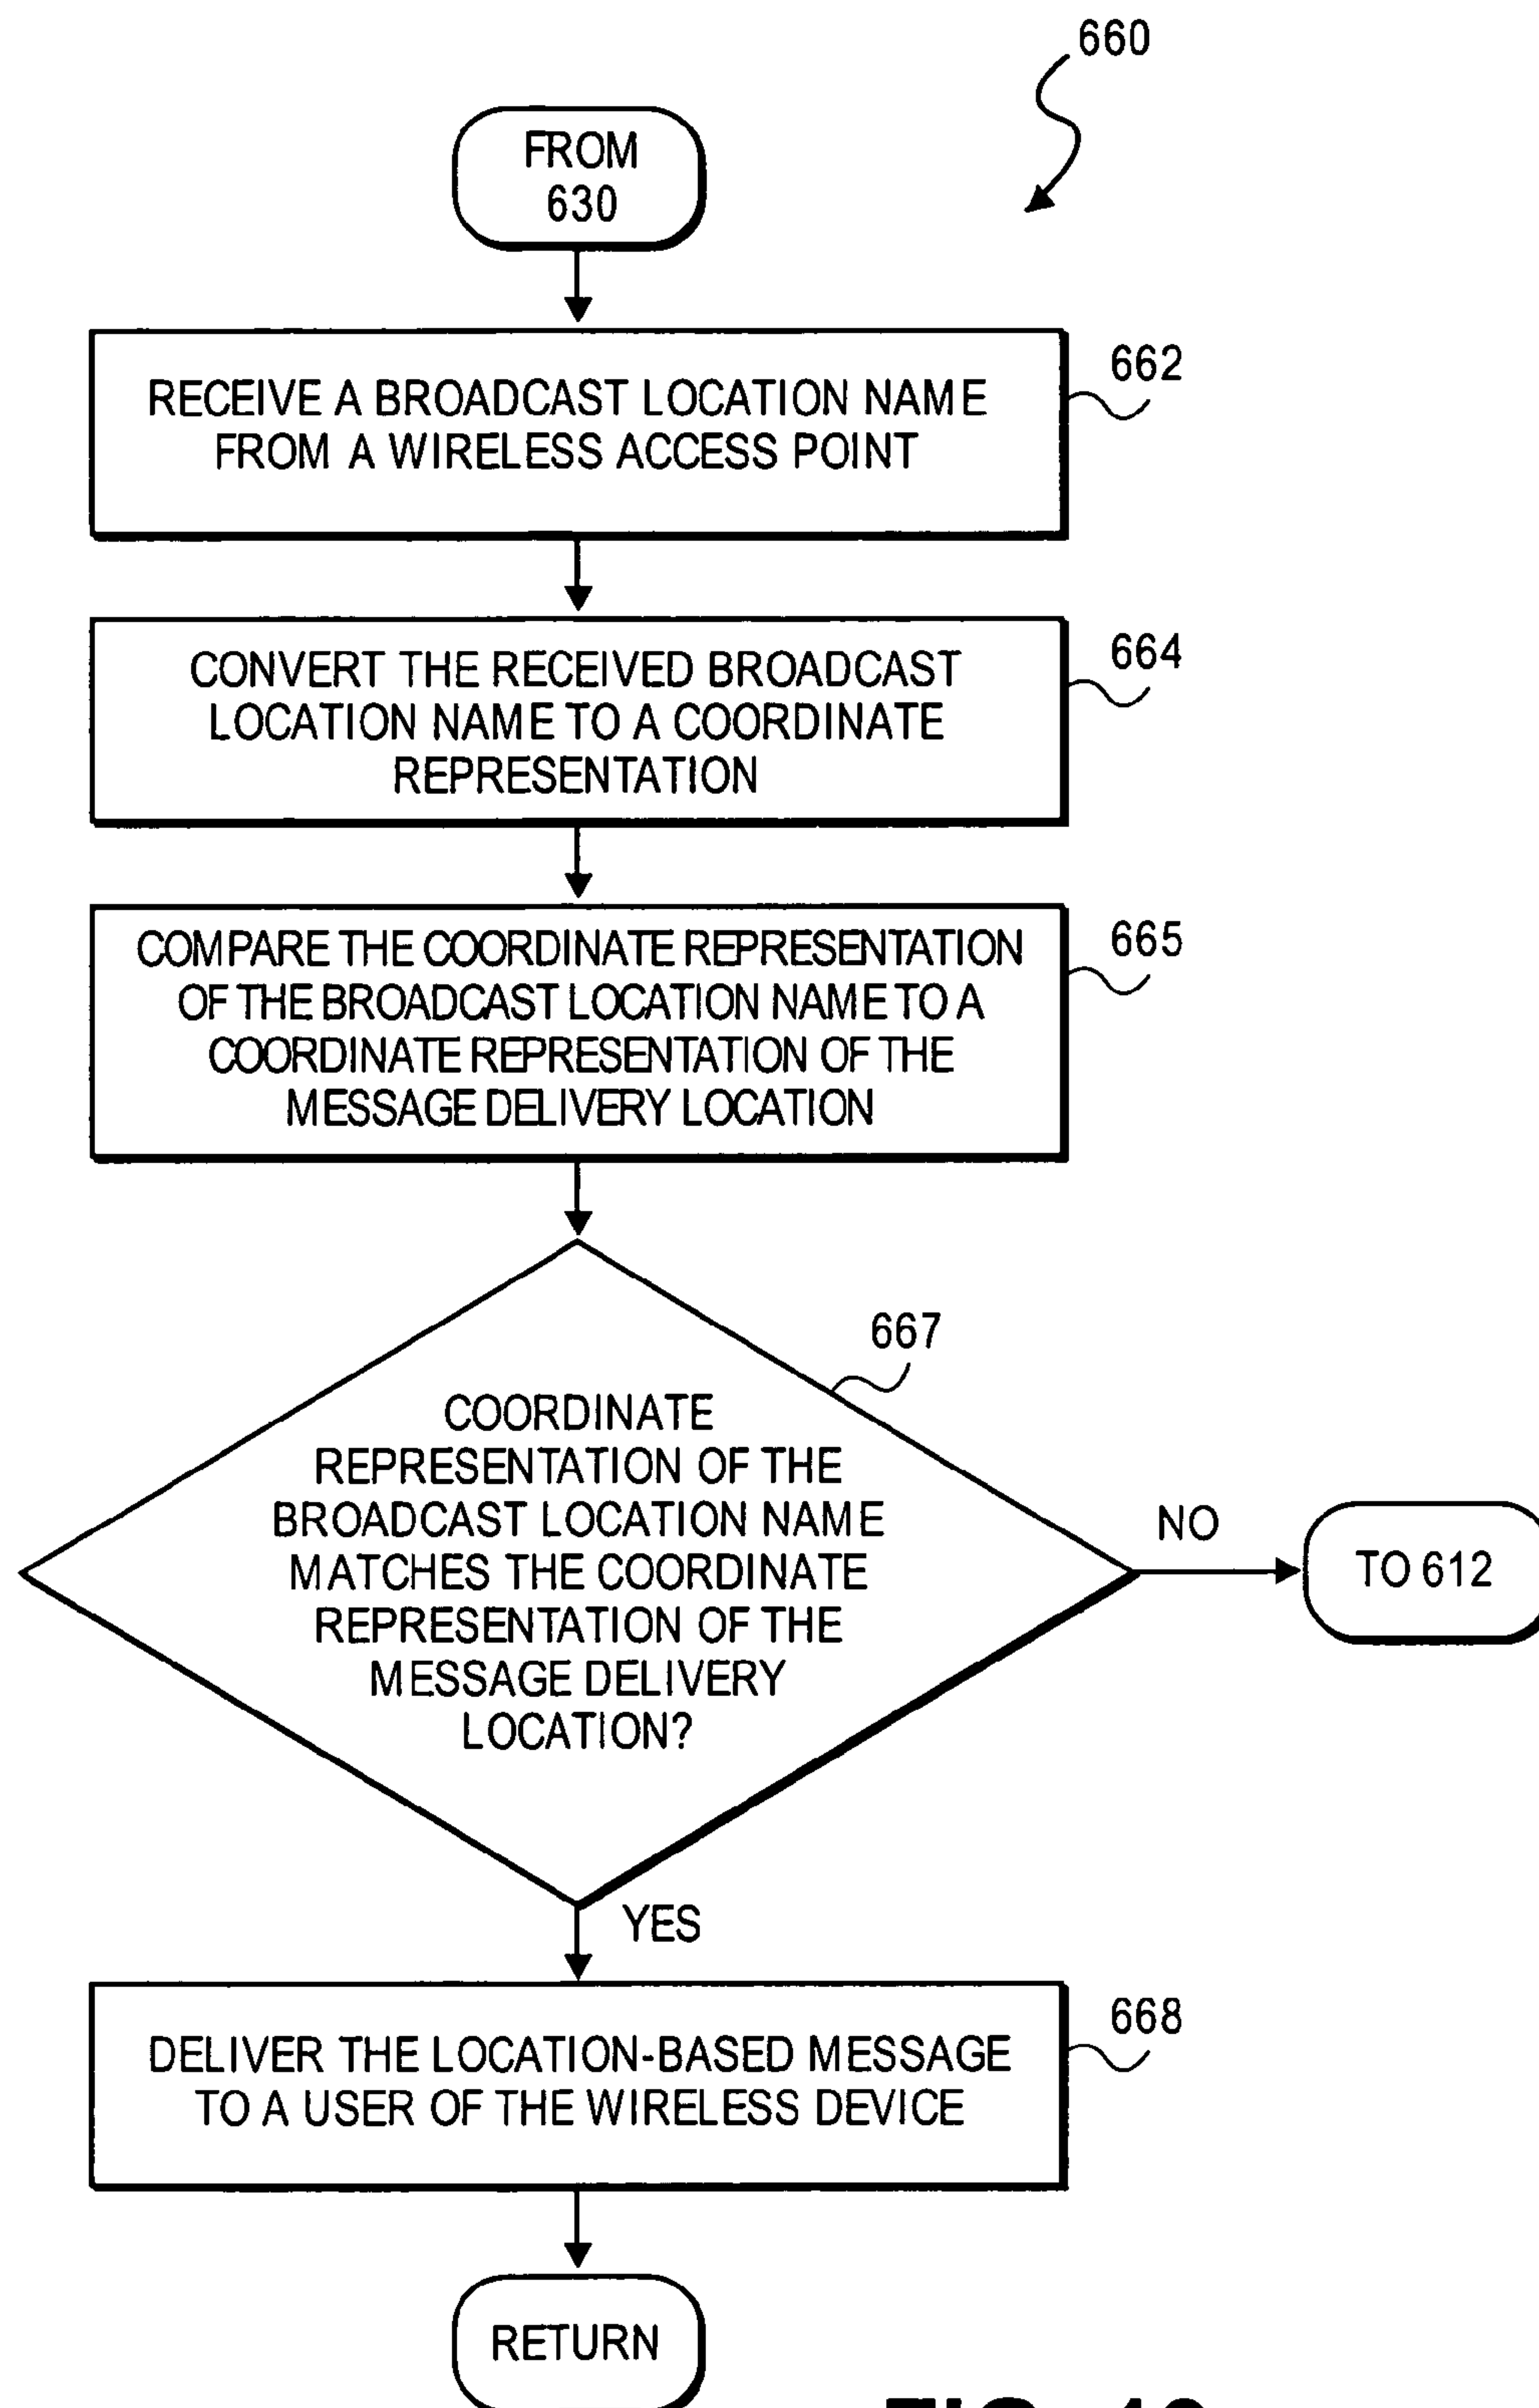 660
FROM
630
RECEIVE A BROADCAST LOCATION NAME
FROM A WIRELESS ACCESS POINT
662
CONVERT THE RECEIVED BROADCAST
LOCATION NAME TO A COORDINATE
REPRESENTATION
664
COMPARE THE COORDINATE REPRESENTATION
OF THE BROADCAST LOCATION NAME TO A
COORDINATE REPRESENTATION OF THE
MESSAGE DELIVERY LOCATION
665
667
COORDINATE
REPRESENTATION OF THE
BROADCAST LOCATION NAME
MATCHES THE COORDINATE
REPRESENTATION OF THE
MESSAGE DELIVERY
LOCATION?
NO
TO 612
YES
DELIVER THE LOCATION-BASED MESSAGE
TO A USER OF THE WIRELESS DEVICE
668
RETURN